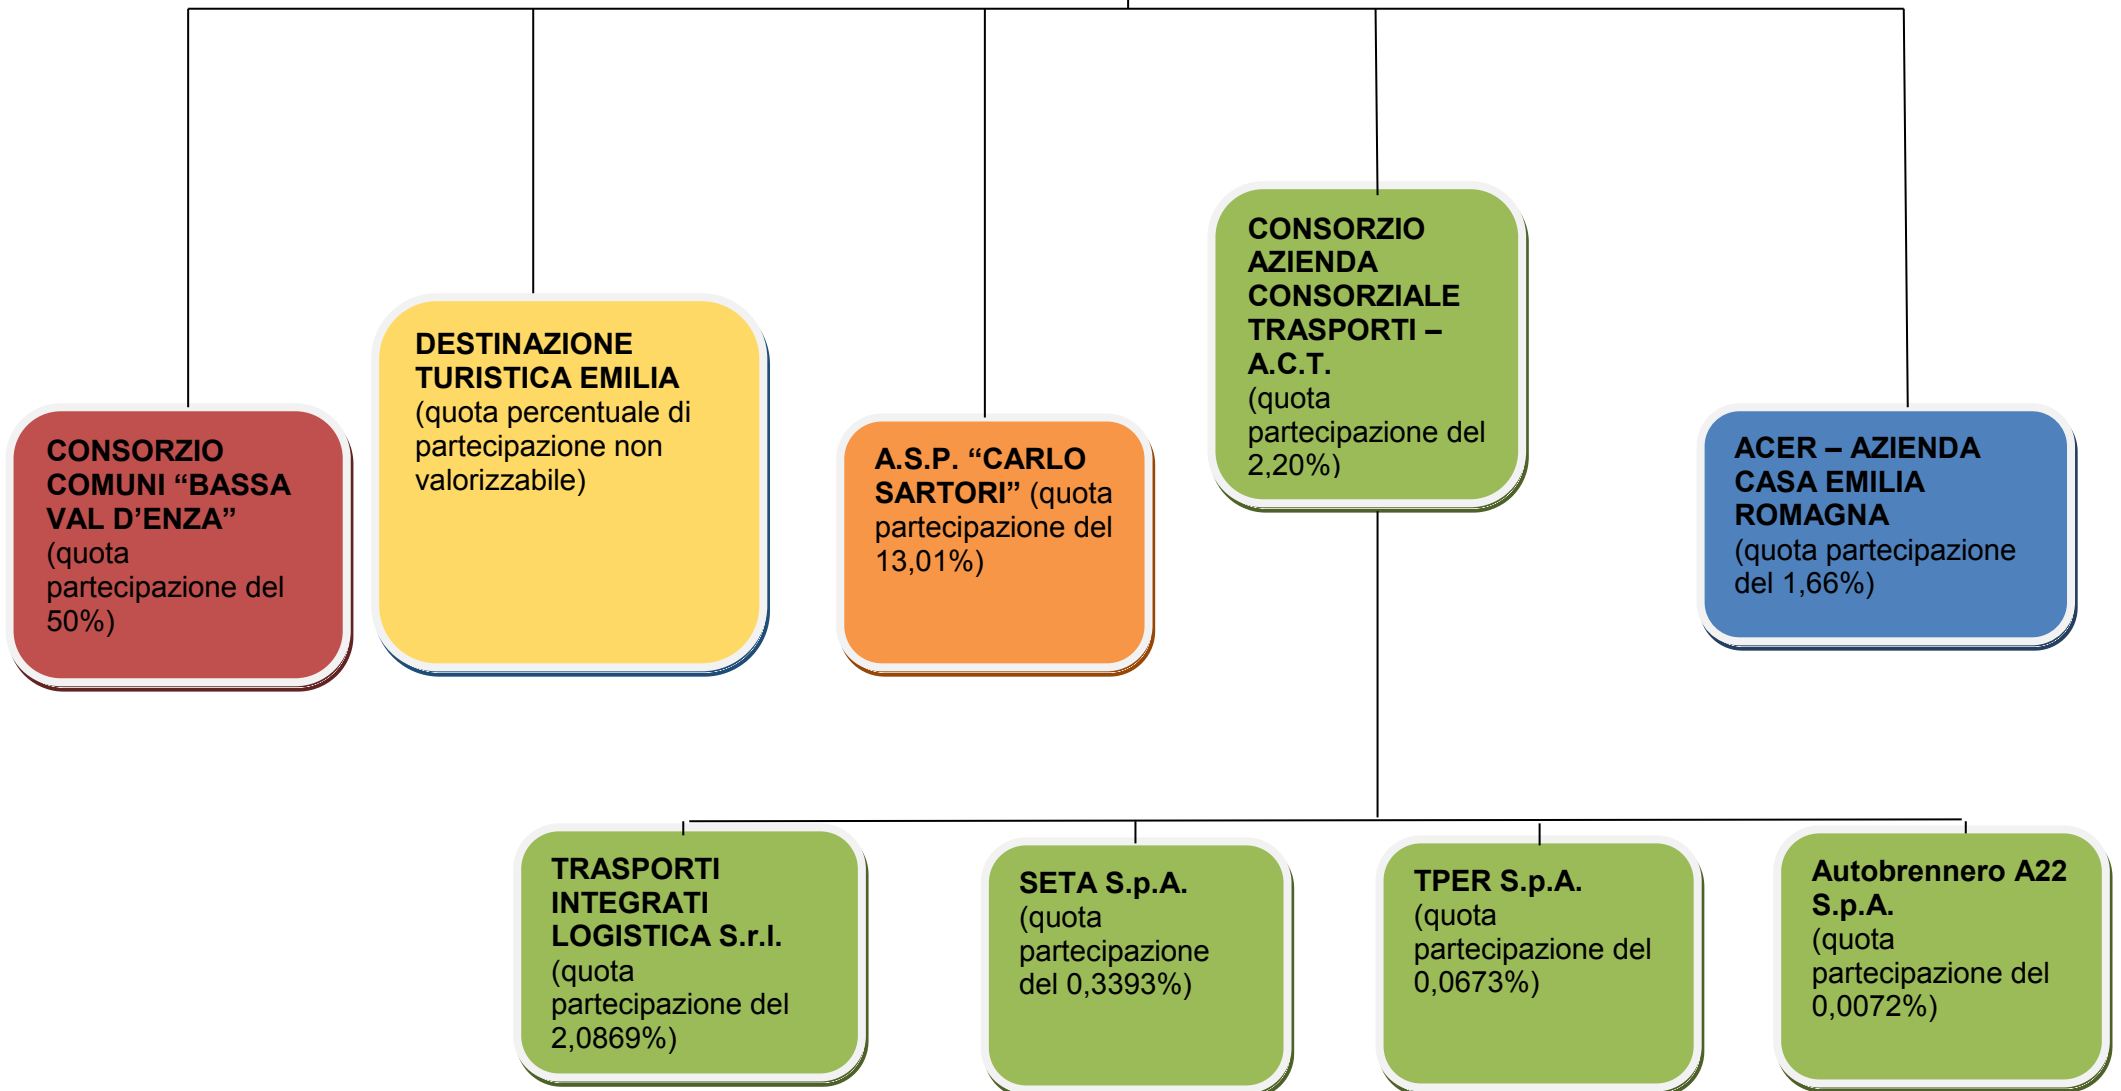 CONSORZIO
COMUNI “BASSA
VAL D’ENZA”
(quota
partecipazione del
50%)
DESTINAZIONE
TURISTICA EMILIA
(quota percentuale di
partecipazione non
valorizzabile)
A.S.P. “CARLO
SARTORI” (quota
partecipazione del
13,01%)
CONSORZIO
AZIENDA
CONSORZIALE
TRASPORTI –
A.C.T.
(quota
partecipazione del
2,20%)
ACER – AZIENDA
CASA EMILIA
ROMAGNA
(quota partecipazione
del 1,66%)
TRASPORTI
INTEGRATI
LOGISTICA S.r.l.
(quota
partecipazione del
2,0869%)
SETA S.p.A.
(quota
partecipazione
del 0,3393%)
TPER S.p.A.
(quota
partecipazione del
0,0673%)
Autobrennero A22
S.p.A.
(quota
partecipazione del
0,0072%)